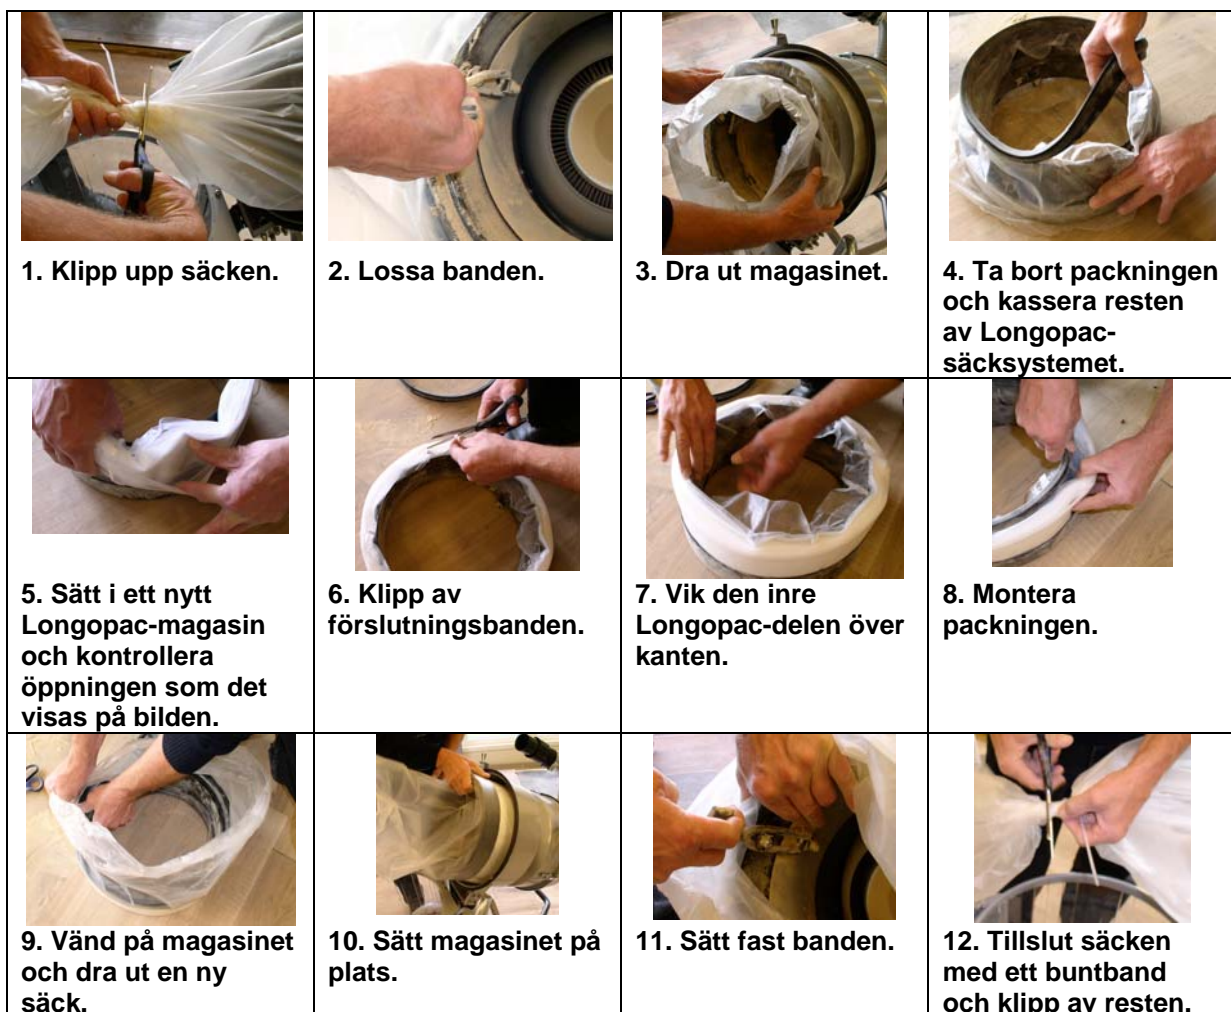 1. Klipp upp säcken.
2. Lossa banden.
3. Dra ut magasinet.
4. Ta bort packningen
och kassera resten
av Longopac-
säcksystemet.
5. Sätt i ett nytt
Longopac-magasin
och kontrollera
öppningen som det
visas på bilden.
6. Klipp av
förslutningsbanden.
7. Vik den inre
Longopac-delen över
kanten.
8. Montera
packningen.
9. Vänd på magasinet
och dra ut en ny
säck.
10. Sätt magasinet på
plats.
11. Sätt fast banden.
12. Tillslut säcken
med ett buntband
och klipp av resten.